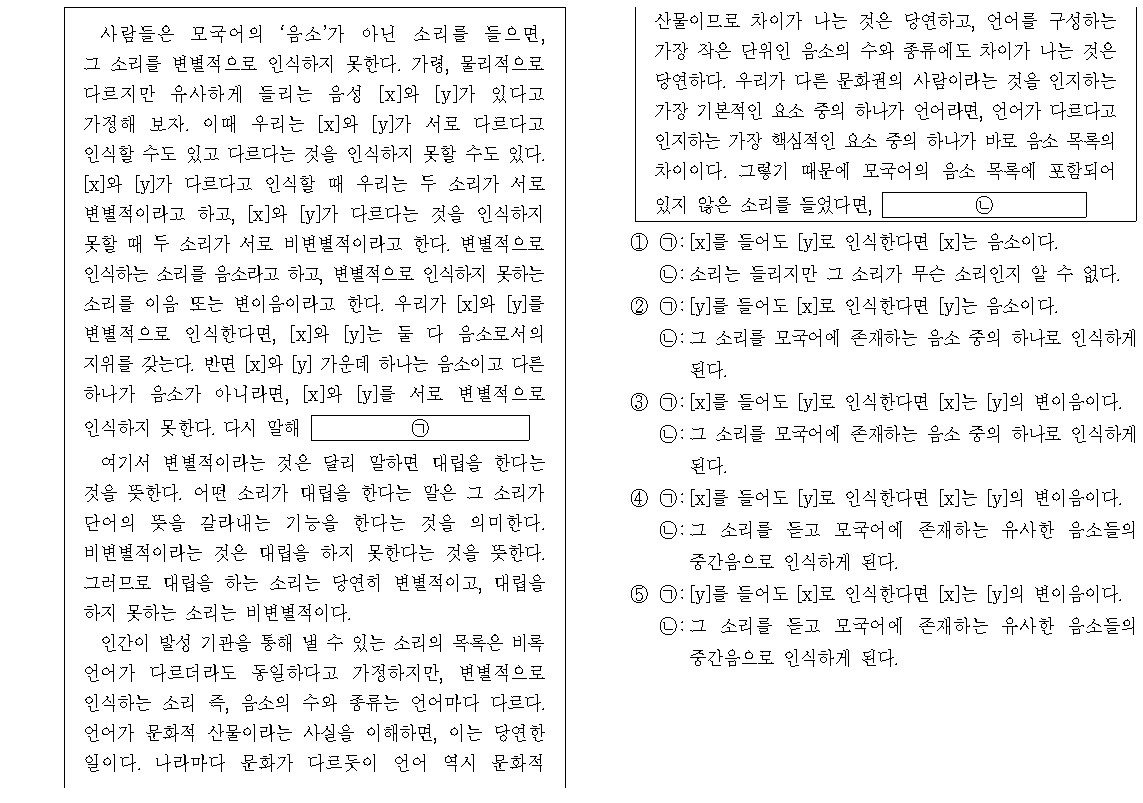 사람들은 모국어의 ‘음소’가 아닌 소리를 들으면,
그 소리를 변별적으로 인식하지 못한다. 가령, 물리적으로
다르지만 유사하게 들리는 음성 [x]와 [y]가 있다고
가정해 보자. 이때 우리는 [x]와 [y]가 서로 다르다고
인식할 수도 있고 다르다는 것을 인식하지 못할 수도 있다.
[x]와 [y]가 다르다고 인식할 때 우리는 두 소리가 서로
변별적이라고 하고, [x]와 [y]가 다르다는 것을 인식하지
못할 때 두 소리가 서로 비변별적이라고 한다. 변별적으로
인식하는 소리를 음소라고 하고, 변별적으로 인식하지 못하는
소리를 이음 또는 변이음이라고 한다. 우리가 [x]와 [y]를
변별적으로 인식한다면, [x]와 [y]는 둘 다 음소로서의
지위를 갖는다. 반면 [x]와 [y] 가운데 하나는 음소이고 다른
하나가 음소가 아니라면, [x]와 [y]를 서로 변별적으로
인식하지 못한다. 다시 말해 ㉠
여기서 변별적이라는 것은 달리 말하면 대립을 한다는
것을 뜻한다. 어떤 소리가 대립을 한다는 말은 그 소리가
단어의 뜻을 갈라내는 기능을 한다는 것을 의미한다.
비변별적이라는 것은 대립을 하지 못한다는 것을 뜻한다.
그러므로 대립을 하는 소리는 당연히 변별적이고, 대립을
하지 못하는 소리는 비변별적이다.
인간이 발성 기관을 통해 낼 수 있는 소리의 목록은 비록
언어가 다르더라도 동일하다고 가정하지만, 변별적으로
인식하는 소리 즉, 음소의 수와 종류는 언어마다 다르다.
언어가 문화적 산물이라는 사실을 이해하면, 이는 당연한
일이다. 나라마다 문화가 다르듯이 언어 역시 문화적
산물이므로 차이가 나는 것은 당연하고, 언어를 구성하는
가장 작은 단위인 음소의 수와 종류에도 차이가 나는 것은
당연하다. 우리가 다른 문화권의 사람이라는 것을 인지하는
가장 기본적인 요소 중의 하나가 언어라면, 언어가 다르다고
인지하는 가장 핵심적인 요소 중의 하나가 바로 음소 목록의
차이이다. 그렇기 때문에 모국어의 음소 목록에 포함되어
있지 않은 소리를 들었다면, ㉡
① ㉠: [x]를 들어도 [y]로 인식한다면 [x]는 음소이다.
㉡: 소리는 들리지만 그 소리가 무슨 소리인지 알 수 없다.
② ㉠: [y]를 들어도 [x]로 인식한다면 [y]는 음소이다.
㉡: 그 소리를 모국어에 존재하는 음소 중의 하나로 인식하게
된다.
③ ㉠: [x]를 들어도 [y]로 인식한다면 [x]는 [y]의 변이음이다.
㉡: 그 소리를 모국어에 존재하는 음소 중의 하나로 인식하게
된다.
④ ㉠: [x]를 들어도 [y]로 인식한다면 [x]는 [y]의 변이음이다.
㉡: 그 소리를 듣고 모국어에 존재하는 유사한 음소들의
중간음으로 인식하게 된다.
⑤ ㉠: [y]를 들어도 [x]로 인식한다면 [x]는 [y]의 변이음이다.
㉡: 그 소리를 듣고 모국어에 존재하는 유사한 음소들의
중간음으로 인식하게 된다.